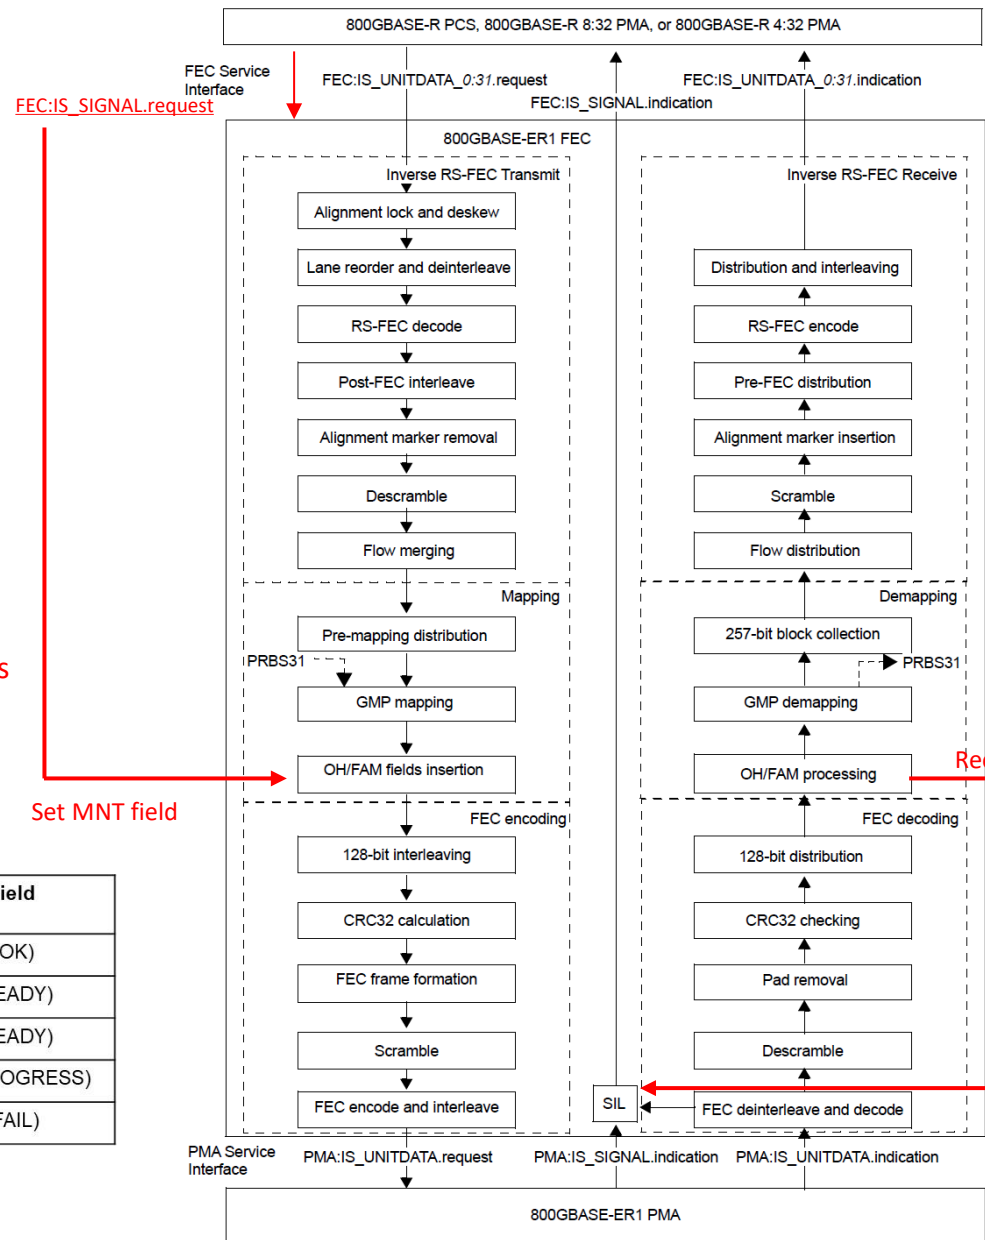 800GBASE-R PCS, 800GBASE-R 8:32 PMA, or 800GBASE-R 4:32 PMA
FEC Service
Interface
FEC:IS_UNITDATA_0:31.request
FEC:IS_UNITDATA_0:31.indication
FEC:IS_SIGNAL.request
FEC:IS_SIGNAL.indication
800GBASE-ER1 FEC
Inverse RS-FEC Transmit
Alignment lock and deskew
Lane reorder and deinterleave
RS-FEC decode
Post-FEC interleave
Alignment marker removal
Descramble
Flow merging
Inverse RS-FEC Receive
Distribution and interleaving
RS-FEC encode
Pre-FEC distribution
Alignment marker insertion
Scramble
Flow distribution
Mapping
Pre-mapping distribution
PRBS31
GMP mapping
OH/FAM fields insertion
Demapping
257-bit block collection
PRBS31
GMP demapping
OH/FAM processing
s
Rec
Set MNT field
FEC encoding
128-bit interleaving
CRC32 calculation
FEC frame formation
Scramble
FEC encode and interleave
FEC decoding
128-bit distribution
CRC32 checking
Pad removal
Descramble
FEC deinterleave and decode
SIL
ield
OK)
EADY)
EADY)
OGRESS)
FAIL)
PMA Service
Interface
PMA:IS_UNITDATA.request
PMA:IS_SIGNAL.indication
PMA:IS_UNITDATA.indication
800GBASE-ER1 PMA